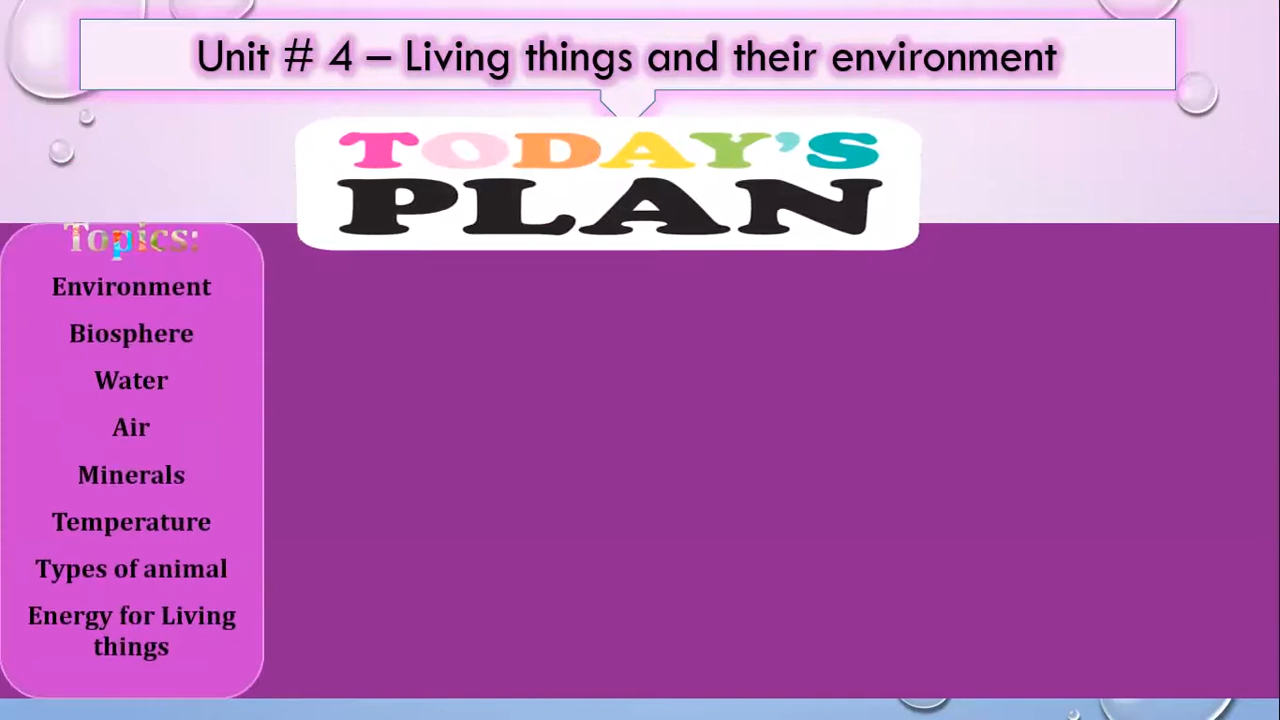 Unit # 4 – Living things and their environment
TODAY'S
PLAN
Topics:
Environment
Biosphere
Water
Air
Minerals
Temperature
Types of animal
Energy for Living
things